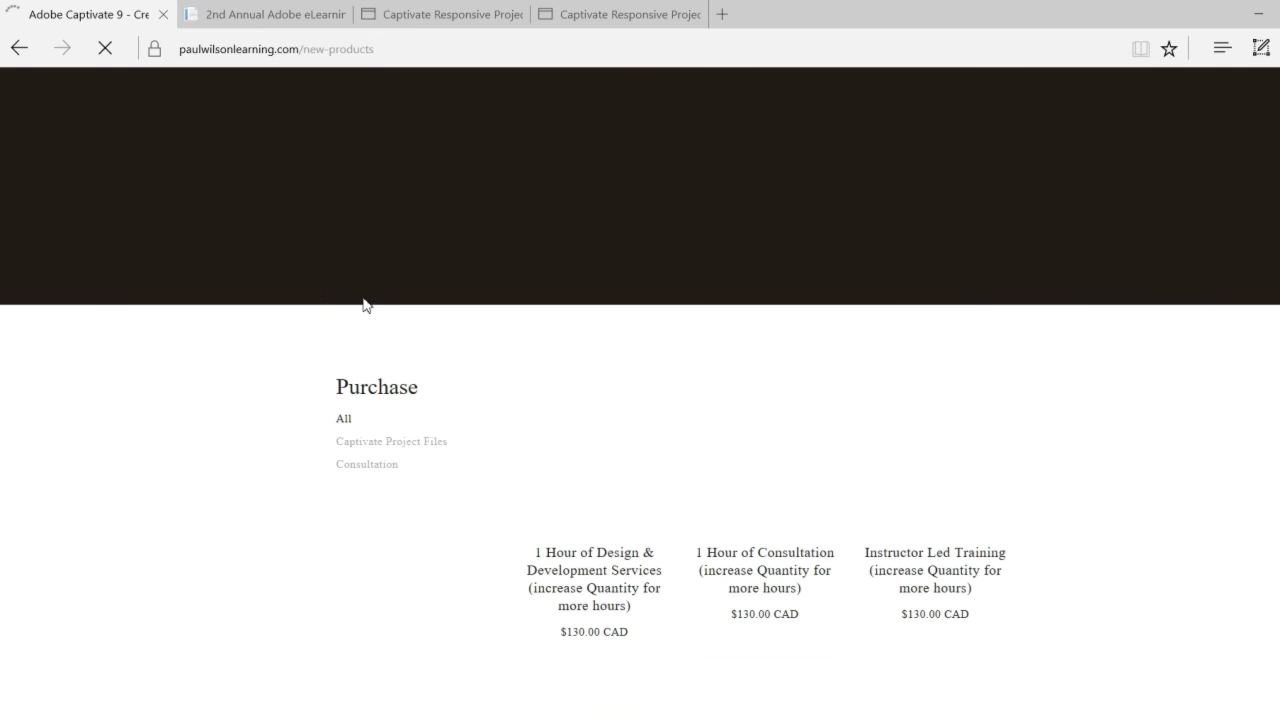 Adobe Captivate 9 - Cre
2nd Annual Adobe eLearnir
Captivate Responsive Projec
Captivate Responsive Projec
paulwilsonlearning.com/new-products
Purchase
All
Captivate Project Files
Consultation
1 Hour of Design &
Development Services
(increase Quantity for
more hours)
$130.00 CAD
1 Hour of Consultation
(increase Quantity for
more hours)
$130.00 CAD
Instructor Led Training
(increase Quantity for
more hours)
$130.00 CAD